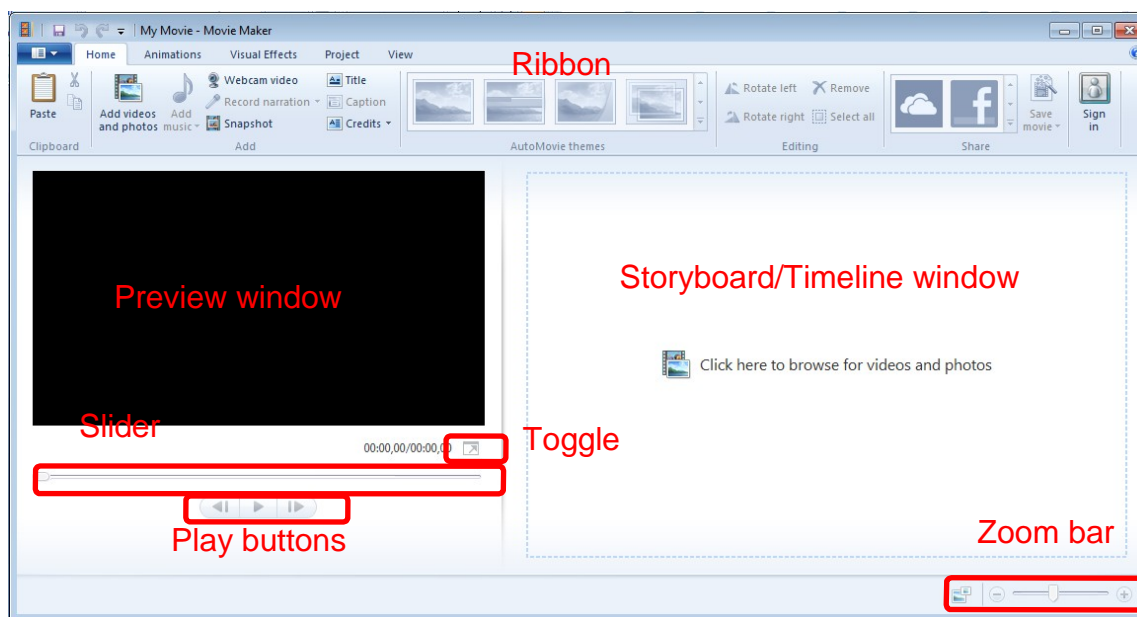 My Movie - Movie Maker
Home Animations Visual Effects Project View
Ribbon
Paste
Add videos and photos
Add music
Webcam video
Record narration
Snapshot
Title
Caption
Credits
Rotate left
Rotate right
Remove
Select all
Save movie
Sign in
Clipboard Add AutoMovie themes Editing Share
Preview window
Storyboard/Timeline window
Click here to browse for videos and photos
Slider
00:00,00/00:00,00
Toggle
Play buttons
Zoom bar